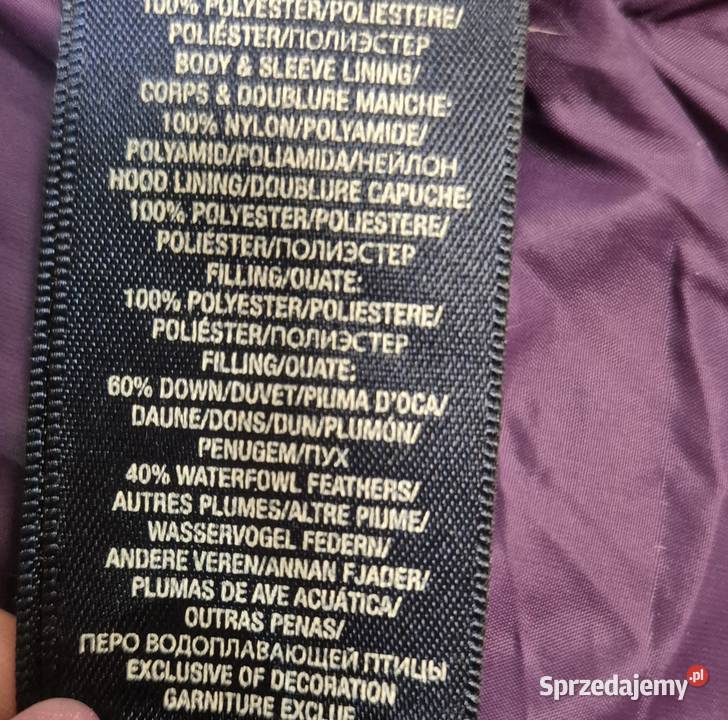 100% POLYESTER/POLIESTERE/
POLIÉSTER/ПОЛИЭСТЕР
BODY & SLEEVE LINING/
CORPS & DOUBLURE MANCHE:
100% NYLON/POLYAMIDE/
POLYAMID/POLIAMIDA/НЕЙЛОН
HOOD LINING/DOUBLURE CAPUCHE:
100% POLYESTER/POLIESTERE/
POLIÉSTER/ПОЛИЭСТЕР
FILLING/OUATE:
100% POLYESTER/POLIESTERE/
POLIÉSTER/ПОЛИЭСТЕР
FILLING/OUATE:
60% DOWN/DUVET/PIUMA D'OCA/
DAUNE/DONS/DUN/PLUMÓN/
PENUGEM/ПУХ
40% WATERFOWL FEATHERS/
AUTRES PLUMES/ALTRE PIUME/
WASSERVOGEL FEDERN/
ANDERE VEREN/ANNAN FJADER/
PLUMAS DE AVE ACUÁTICA/
OUTRAS PENAS/
ПЕРО ВОДОПЛАВАЮЩЕЙ ПТИЦЫ
EXCLUSIVE OF DECORATION
GARNITURE EXCLUE
Sprzedajemy.pl